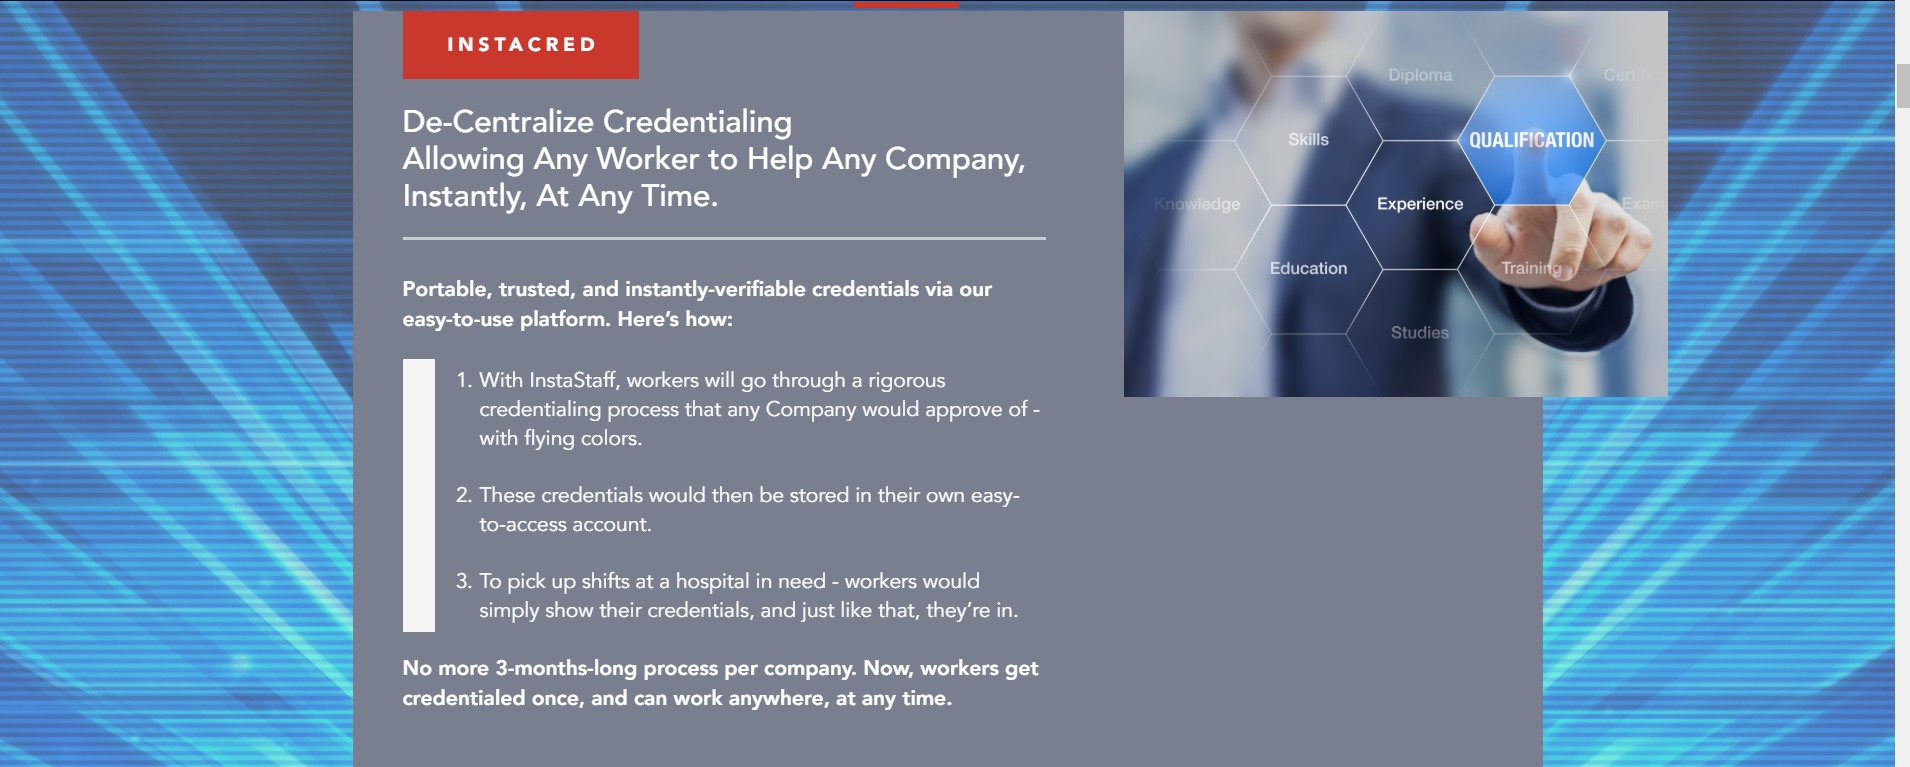 INSTACRED
De-Centralize Credentialing
Allowing Any Worker to Help Any Company,
Instantly, At Any Time.
Portable, trusted, and instantly-verifiable credentials via our
easy-to-use platform. Here's how:
1. With InstaStaff, workers will go through a rigorous
credentialing process that any Company would approve of -
with flying colors.
2. These credentials would then be stored in their own easy-
to-access account.
3. To pick up shifts at a hospital in need - workers would
simply show their credentials, and just like that, they're in.
No more 3-months-long process per company. Now, workers get
credentialed once, and can work anywhere, at any time.
Diploma
Skills
QUALIFICATION
Knowledge
Experience
Education
Training
Studies